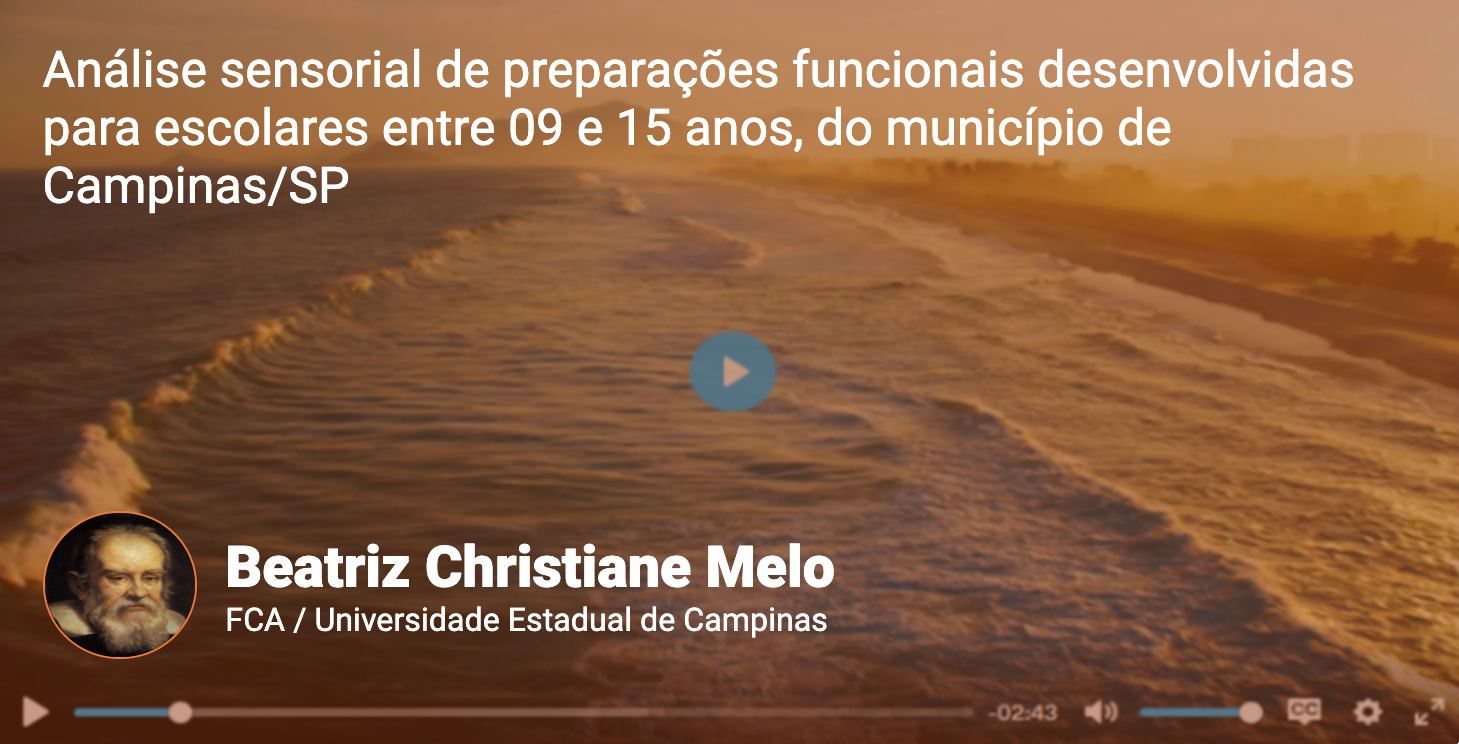 Análise sensorial de preparações funcionais desenvolvidas
para escolares entre 09 e 15 anos, do município de
Campinas/SP
Beatriz Christiane Melo
FCA / Universidade Estadual de Campinas
-02:43
CC